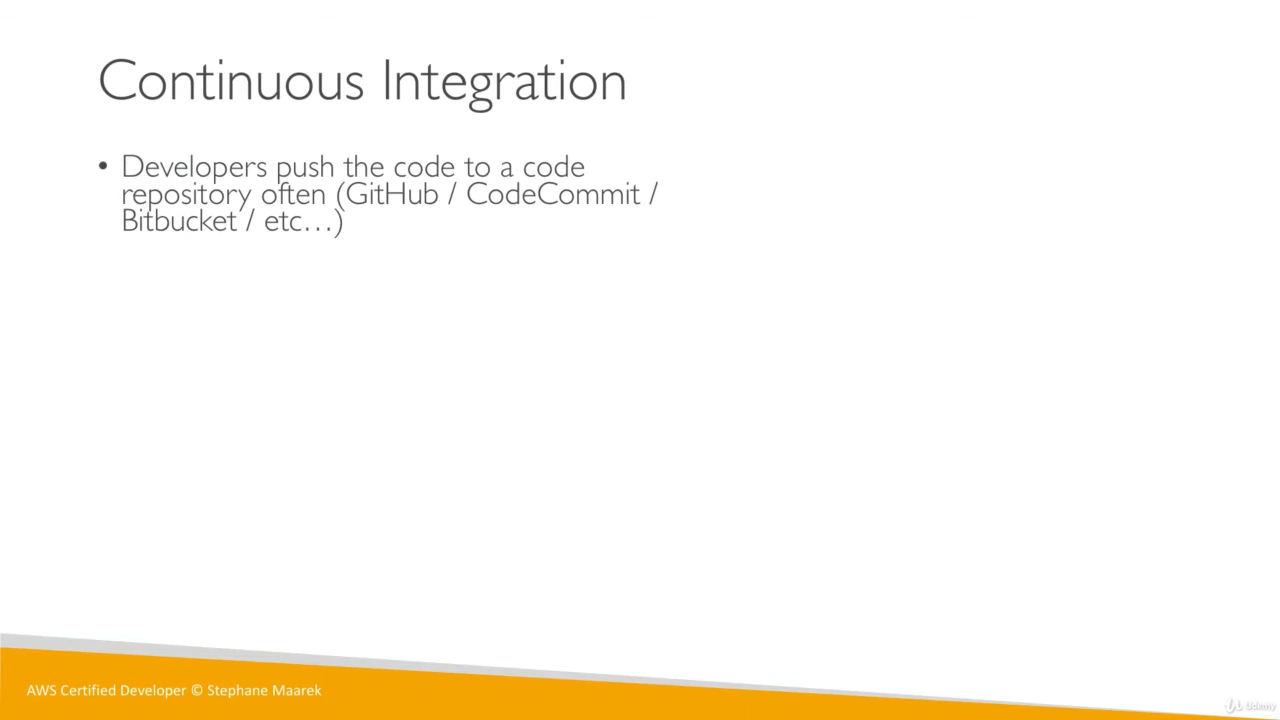 Continuous Integration
• Developers push the code to a code
repository often (GitHub / CodeCommit /
Bitbucket / etc…)
AWS Certified Developer © Stephane Maarek
Udemy